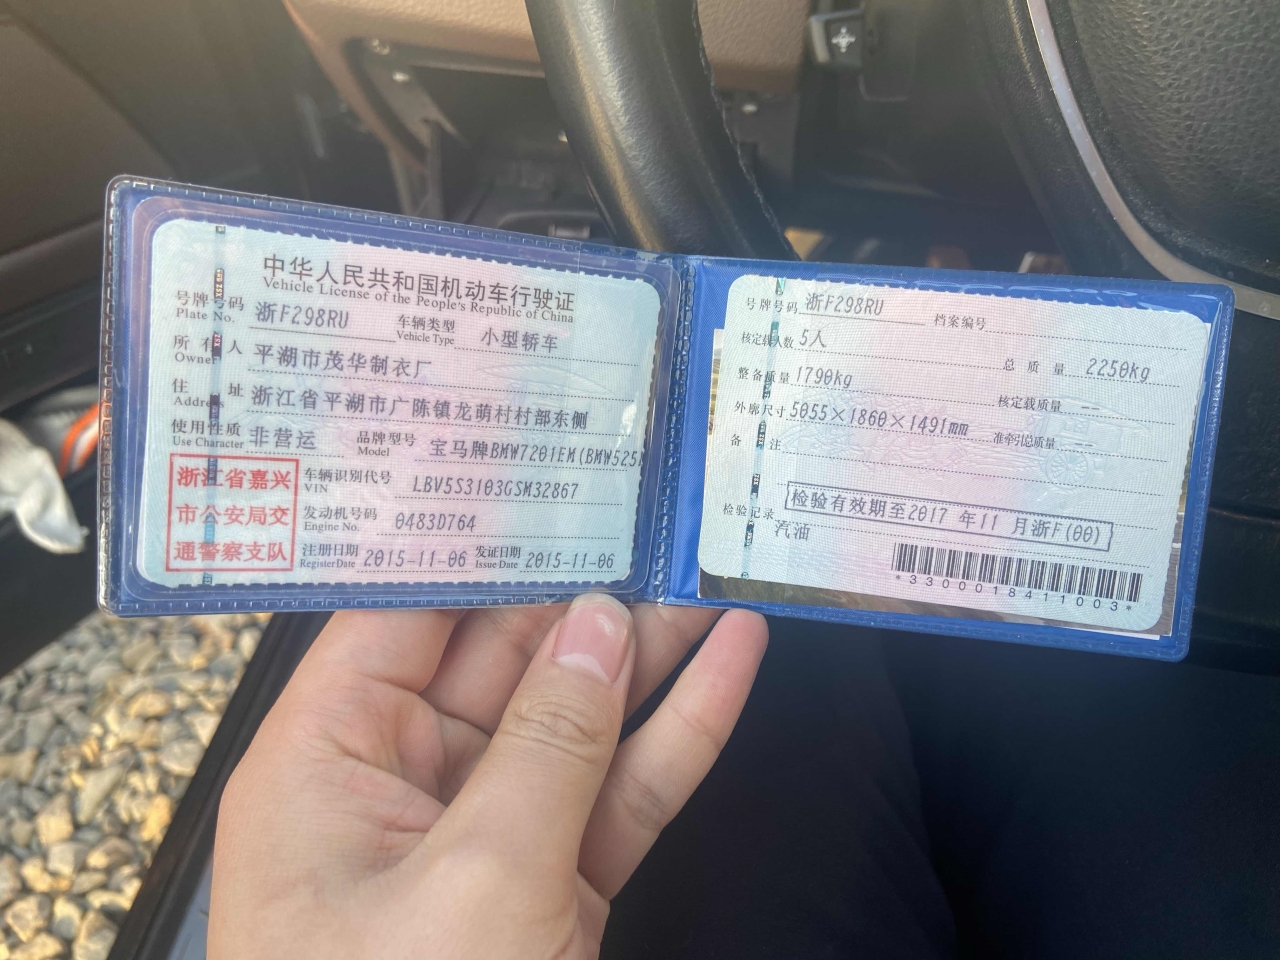 中华人民共和国机动车行驶证
Vehicle License of the People's Republic of China
号牌号码 浙F298RU 车辆类型 小型轿车
Plate No. Vehicle Type
所有人 平湖市茂华制衣厂
Owner
住址 浙江省平湖市广陈镇龙萌村村部东侧
Address
使用性质 非营运 品牌型号 宝马牌BMW7201EM(BMW525
Use Character Model
浙江省嘉兴
市公安局交
通警察支队
车辆识别代号 LBV5S3103GSM32867
VIN
发动机号码 0483D764
Engine No.
注册日期 2015-11-06 发证日期 2015-11-06
Register Date Issue Date
号牌号码 浙F298RU 档案编号
核定载人数 5人 总质量 2250kg
整备质量 1790kg 核定载质量 --
外廓尺寸 5055×1860×1491mm 准牵引总质量 --
备注
检验有效期至2017 年11 月浙F(00)
检验记录
汽油
*3300018411003*